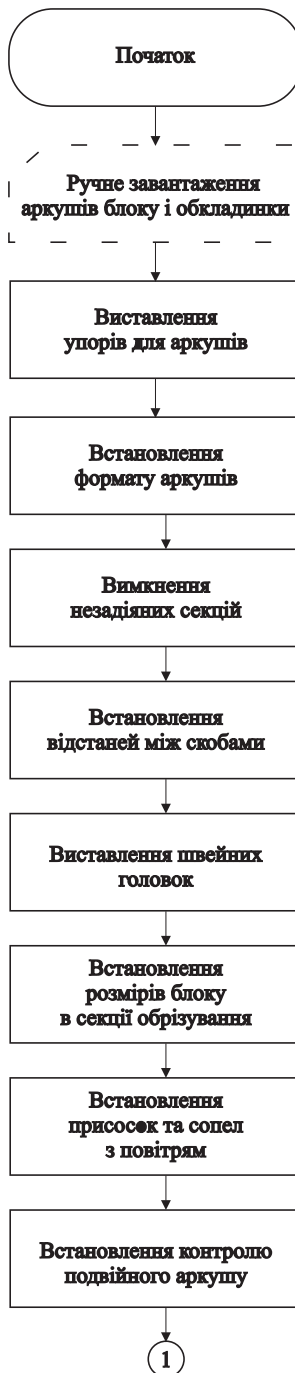 Початок
Ручне завантаження
аркушів блоку і обкладинки
Виставлення
упорів для аркушів
Встановлення
формату аркушів
Вимкнення
незадіяних секцій
Встановлення
відстаней між скобами
Виставлення швейних
головок
Встановлення
розмірів блоку
в секції обрізування
Встановлення
присосок та сопел
з повітрям
Встановлення контролю
подвійного аркушу
1